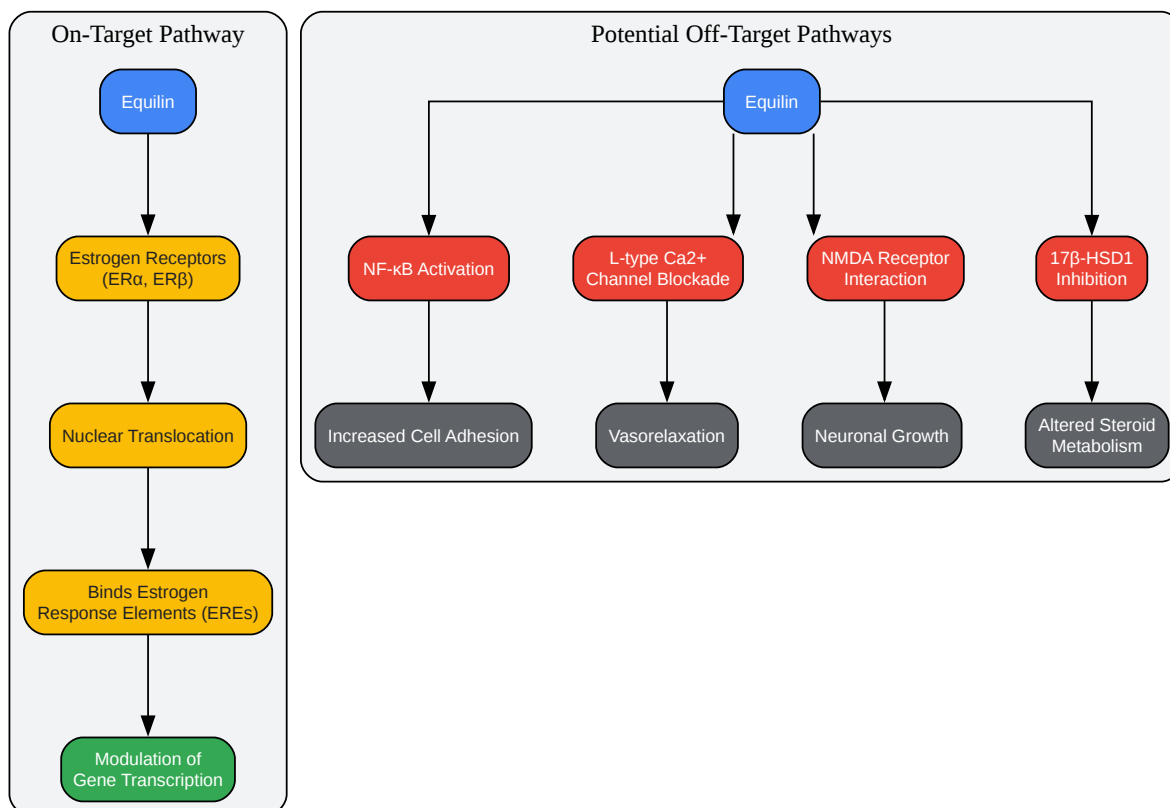 On-Target Pathway
Equilin
Estrogen Receptors
(ERα, ERβ)
Nuclear Translocation
Binds Estrogen
Response Elements (EREs)
Modulation of
Gene Transcription
Potential Off-Target Pathways
Equilin
NF-κB Activation
L-type Ca2+
Channel Blockade
NMDA Receptor
Interaction
17β-HSD1
Inhibition
Increased Cell Adhesion
Vasorelaxation
Neuronal Growth
Altered Steroid
Metabolism